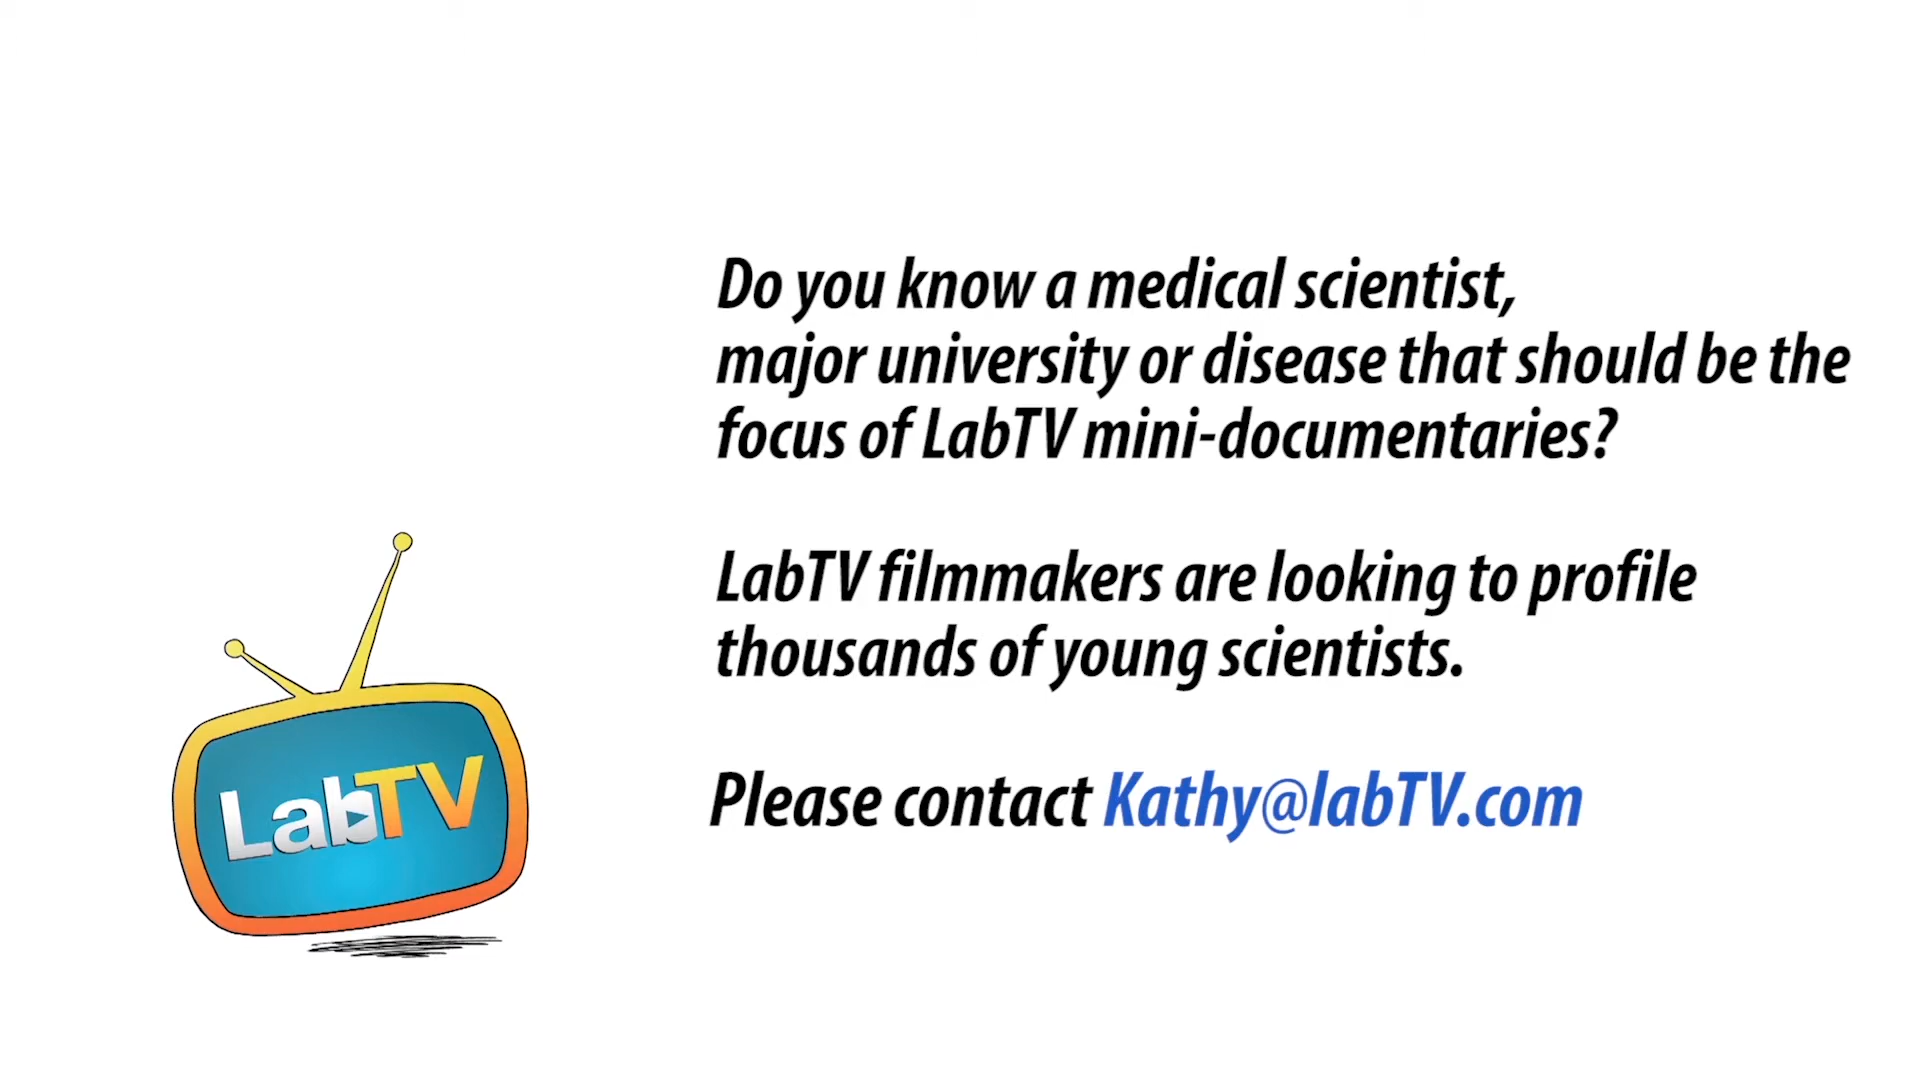 Do you know a medical scientist,
major university or disease that should be the
focus of LabTV mini-documentaries?
LabTV filmmakers are looking to profile
thousands of young scientists.
LabTV
Please contact Kathy@labTV.com